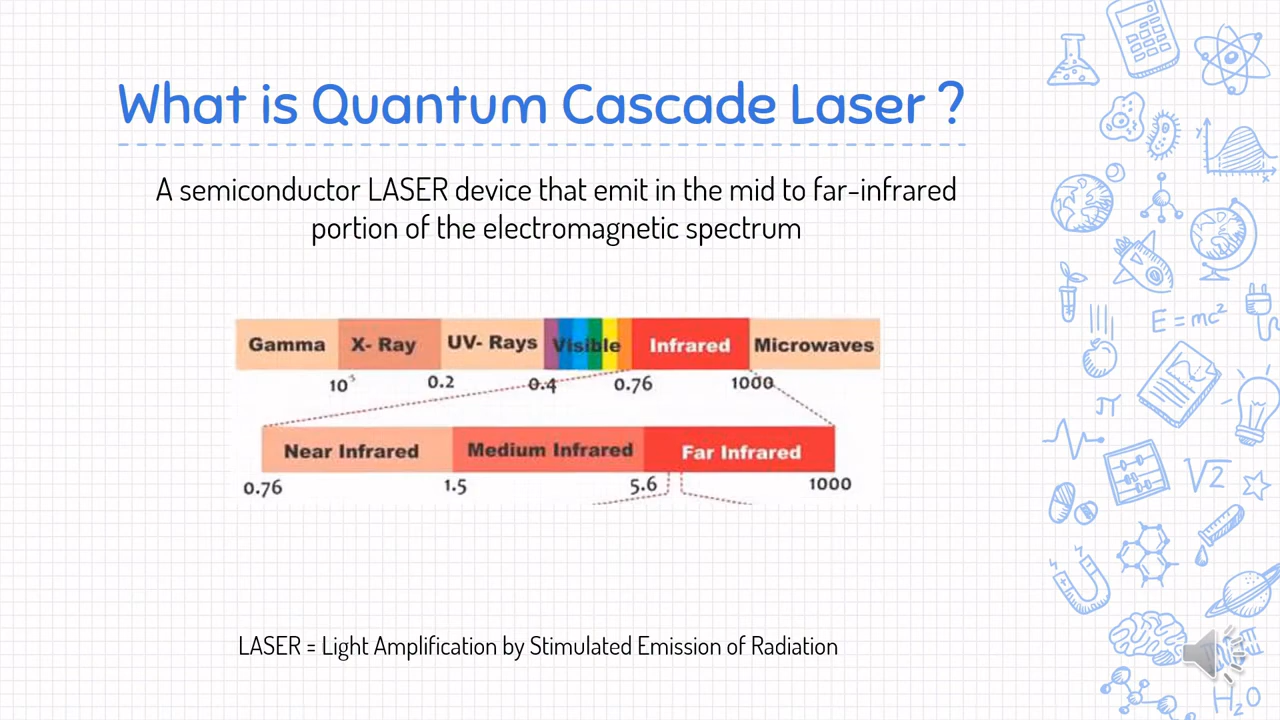 What is Quantum Cascade Laser ?
A semiconductor LASER device that emit in the mid to far-infrared
portion of the electromagnetic spectrum
Gamma X- Ray UV- Rays Visible Infrared Microwaves
0.2 0.4 0.76 1000
Near Infrared Medium Infrared Far Infrared
0.76 1.5 5.6 1000
LASER = Light Amplification by Stimulated Emission of Radiation
y
x
E=mc²
π
√2
H₂O